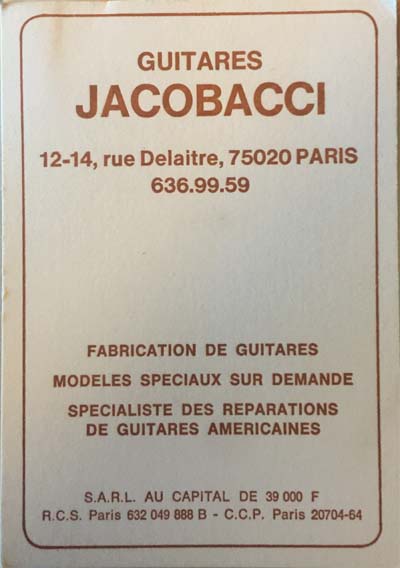 GUITARES
JACOBACCI
12-14, rue Delaitre, 75020 PARIS
636.99.59
FABRICATION DE GUITARES
MODELES SPECIAUX SUR DEMANDE
SPECIALISTE DES REPARATIONS
DE GUITARES AMERICAINES
S.A.R.L. AU CAPITAL DE 39 000 F
R.C.S. Paris 632 049 888 B - C.C.P. Paris 20704-64